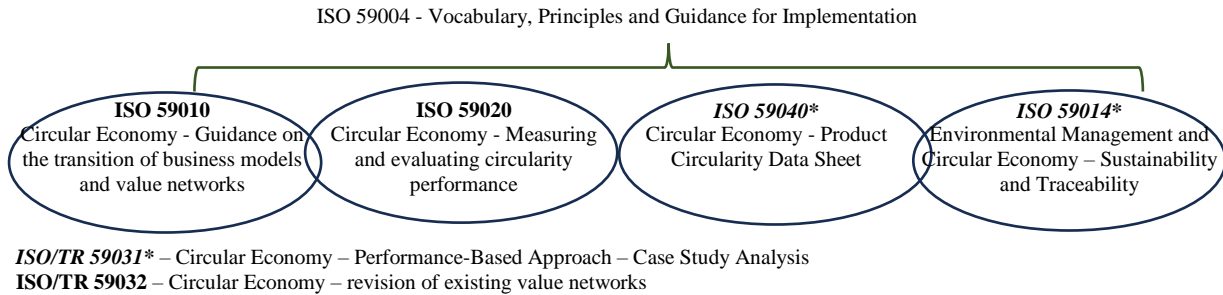 ISO 59004 - Vocabulary, Principles and Guidance for Implementation
ISO 59010
Circular Economy - Guidance on
the transition of business models
and value networks
ISO 59020
Circular Economy - Measuring
and evaluating circularity
performance
ISO 59040*
Circular Economy - Product
Circularity Data Sheet
ISO 59014*
Environmental Management and
Circular Economy – Sustainability
and Traceability
ISO/TR 59031* – Circular Economy – Performance-Based Approach – Case Study Analysis
ISO/TR 59032 – Circular Economy – revision of existing value networks